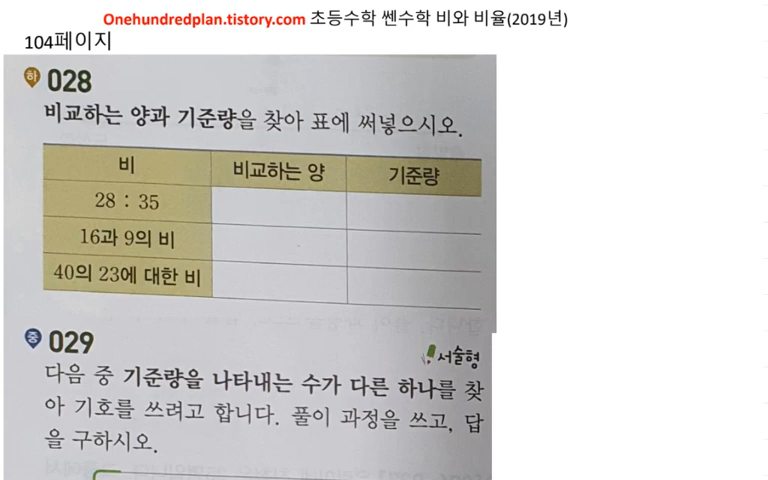 Onehundredplan.tistory.com 초등수학 쎈수학 비와 비율(2019년)
104페이지
하 028
비교하는 양과 기준량을 찾아 표에 써넣으시오.
비 비교하는 양 기준량
28 : 35
16과 9의 비
40의 23에 대한 비
중 029
서술형
다음 중 기준량을 나타내는 수가 다른 하나를 찾
아 기호를 쓰려고 합니다. 풀이 과정을 쓰고, 답
을 구하시오.